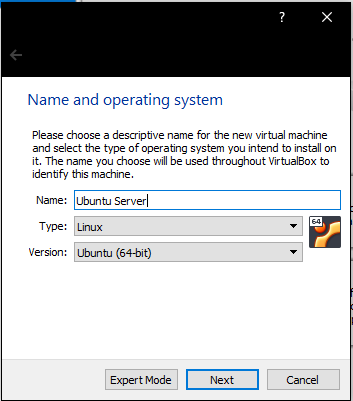 ?
Name and operating system
Please choose a descriptive name for the new virtual machine
and select the type of operating system you intend to install on
it. The name you choose will be used throughout VirtualBox to
identify this machine.
Name: Ubuntu Server
Type: Linux
64
Version: Ubuntu (64-bit)
Expert Mode Next Cancel